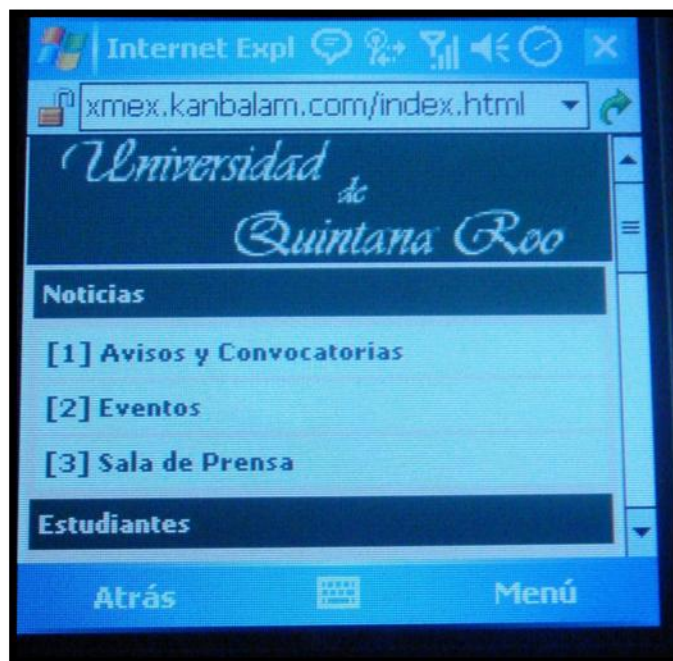 Internet Expl
xmex.kanbalam.com/index.html
Universidad
de
Quintana Roo
Noticias
[1] Avisos y Convocatorias
[2] Eventos
[3] Sala de Prensa
Estudiantes
Atrás
Menú